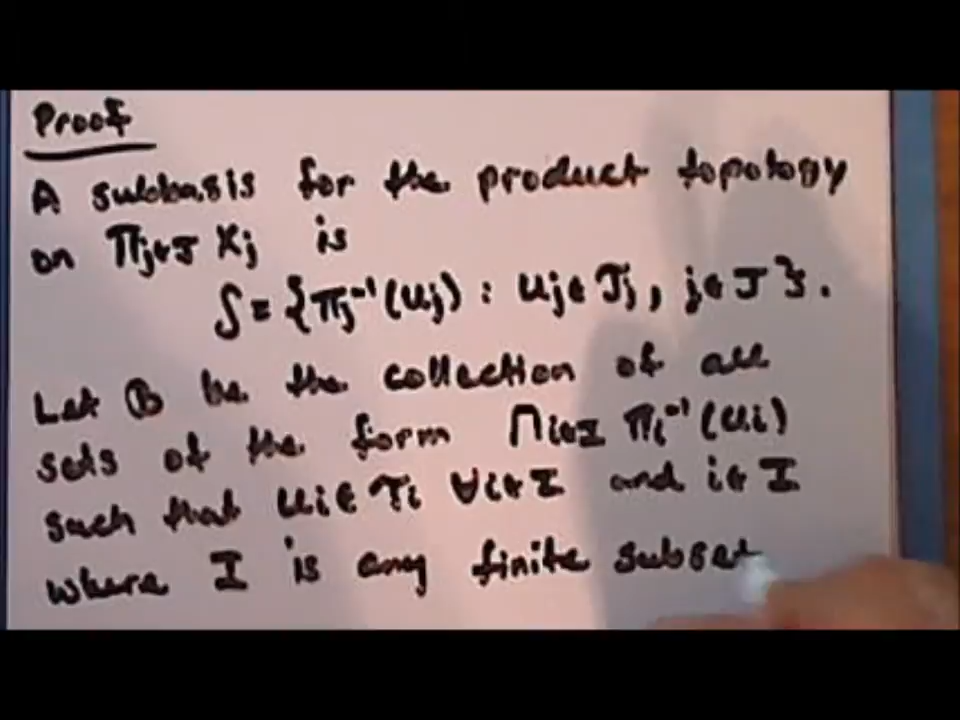 Proof
A subbasis for the product topology
on πj∈J Xj is
S = {πj⁻¹(Uj) : Uj ∈ Tj, j ∈ J}.
Let B be the collection of all
sets of the form ∩i∈I πi⁻¹(Ui)
such that Ui ∈ Ti ∀i∈I and i∈I
where I is any finite subset